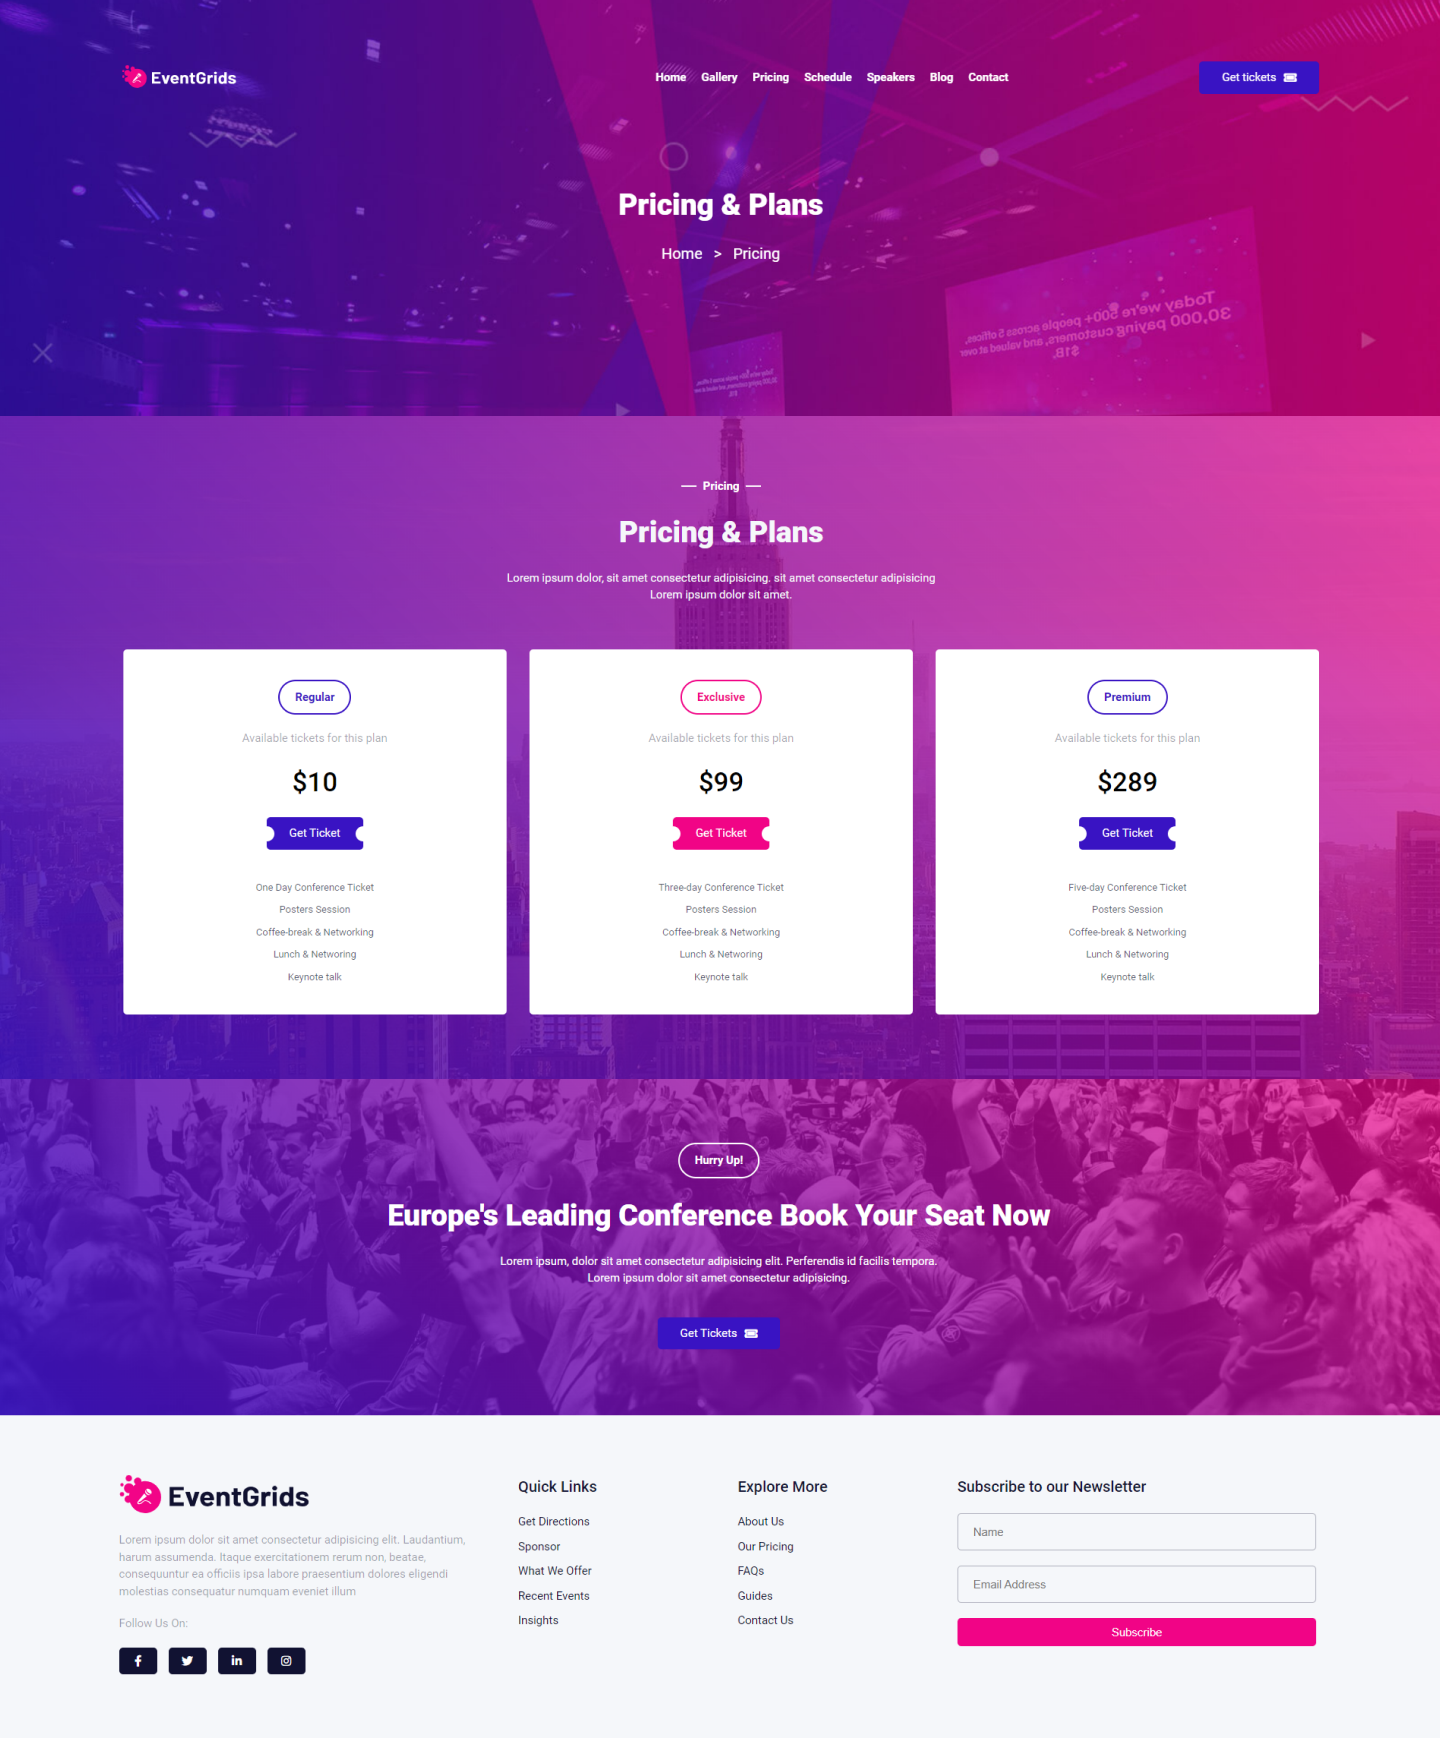 EventGrids
Home Gallery Pricing Schedule Speakers Blog Contact
Get tickets
Pricing & Plans
Home > Pricing
Today we're 500+ people across 5 offices,
30,000 paying customers, and valued at over
$1B.
Pricing
Pricing & Plans
Lorem ipsum dolor, sit amet consectetur adipisicing. sit amet consectetur adipisicing
Lorem ipsum dolor sit amet.
Regular
Available tickets for this plan
$10
Get Ticket
One Day Conference Ticket
Posters Session
Coffee-break & Networking
Lunch & Networing
Keynote talk
Exclusive
Available tickets for this plan
$99
Get Ticket
Three-day Conference Ticket
Posters Session
Coffee-break & Networking
Lunch & Networing
Keynote talk
Premium
Available tickets for this plan
$289
Get Ticket
Five-day Conference Ticket
Posters Session
Coffee-break & Networking
Lunch & Networing
Keynote talk
Hurry Up!
Europe's Leading Conference Book Your Seat Now
Lorem ipsum, dolor sit amet consectetur adipisicing elit. Perferendis id facilis tempora.
Lorem ipsum dolor sit amet consectetur adipisicing.
Get Tickets
EventGrids
Lorem ipsum dolor sit amet consectetur adipisicing elit. Laudantium,
harum assumenda. Itaque exercitationem rerum non, beatae,
consequuntur ea officiis ipsa labore praesentium dolores eligendi
molestias consequatur numquam eveniet illum
Follow Us On:
Quick Links
Get Directions
Sponsor
What We Offer
Recent Events
Insights
Explore More
About Us
Our Pricing
FAQs
Guides
Contact Us
Subscribe to our Newsletter
Name
Email Address
Subscribe